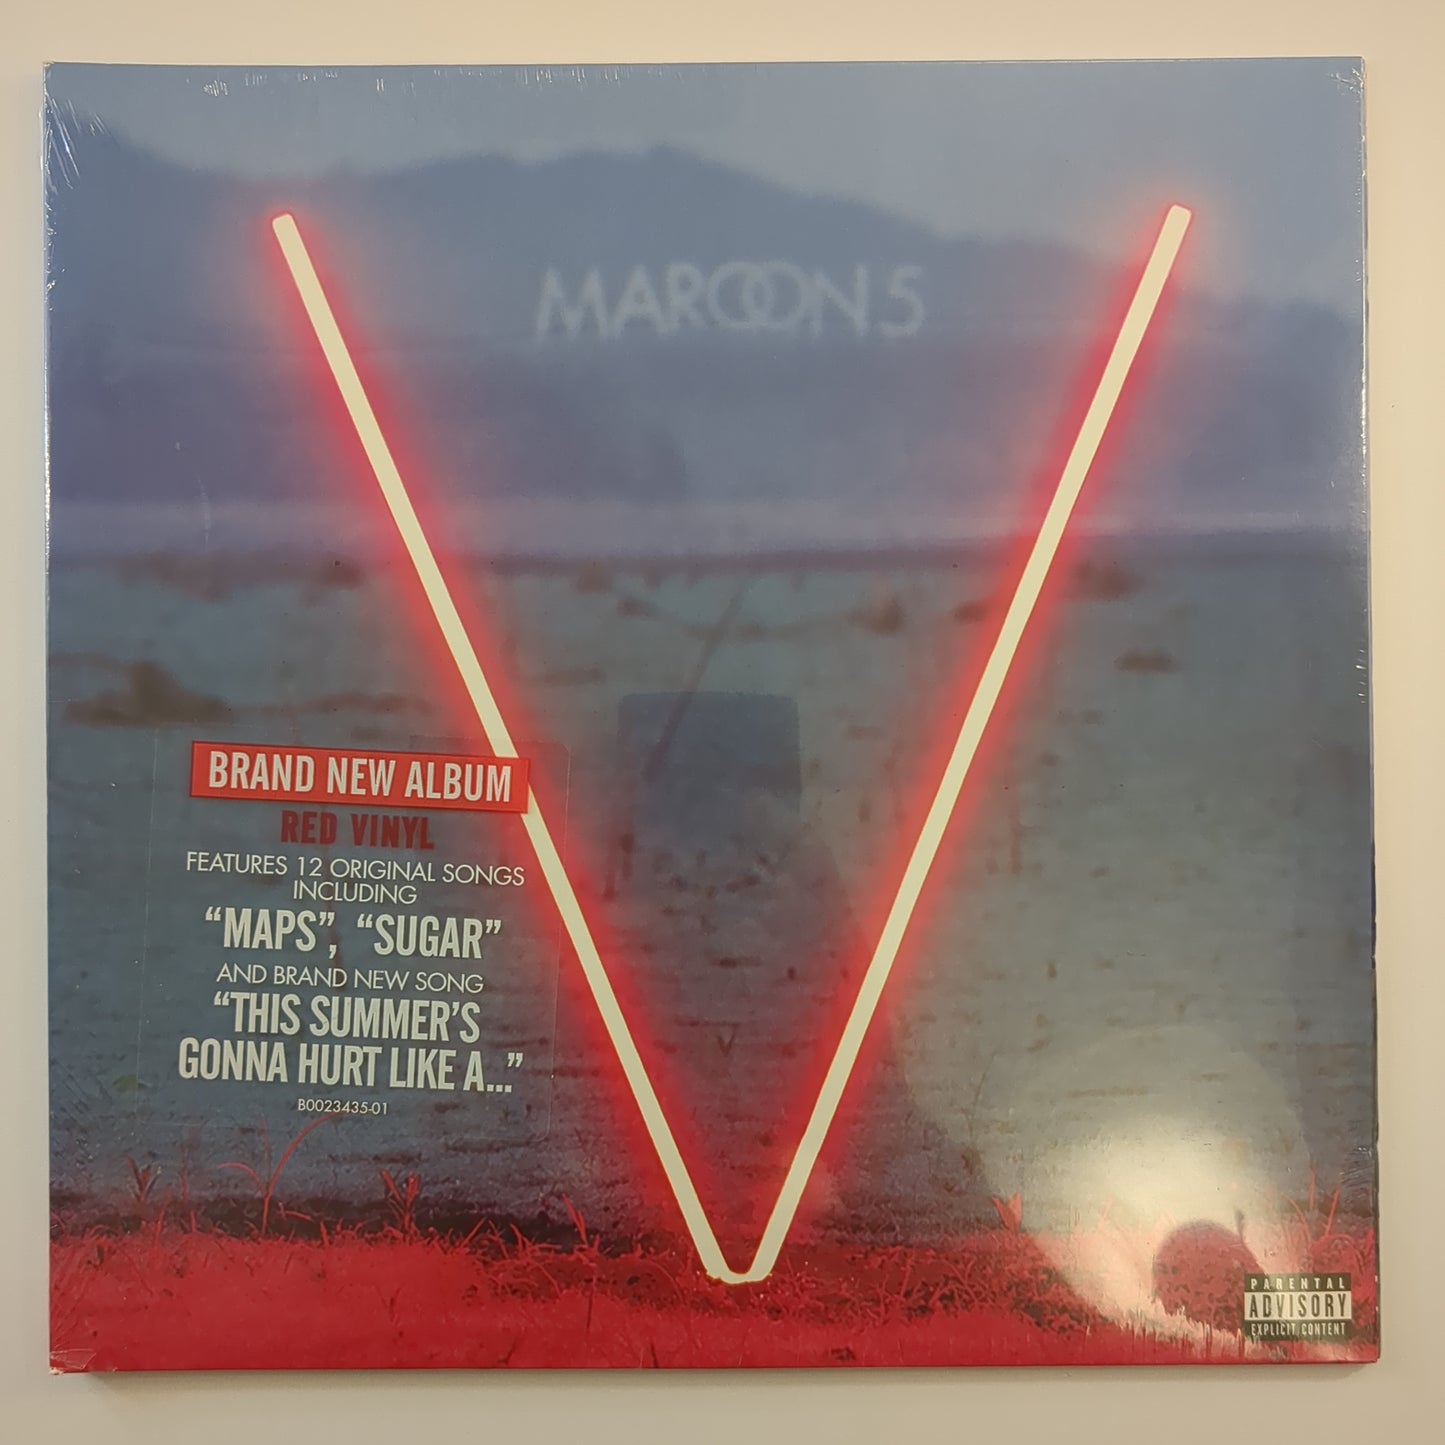 MAROON 5
BRAND NEW ALBUM
RED VINYL
FEATURES 12 ORIGINAL SONGS
INCLUDING
“MAPS”, “SUGAR”
AND BRAND NEW SONG
“THIS SUMMER’S
GONNA HURT LIKE A...”
B0023435-01
PARENTAL
ADVISORY
EXPLICIT CONTENT